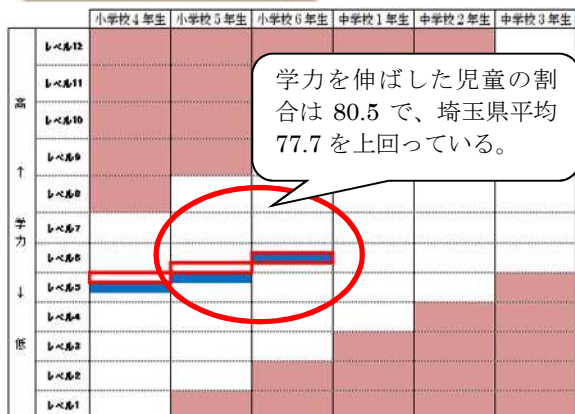 小学校4年生 小学校5年生 小学校6年生 中学校1年生 中学校2年生 中学校3年生
高 ↑ 学力 ↓ 低
レベル12
レベル11
レベル10
レベル9
レベル8
レベル7
レベル6
レベル5
レベル4
レベル3
レベル2
レベル1
学力を伸ばした児童の割
合は 80.5 で、埼玉県平均
77.7 を上回っている。